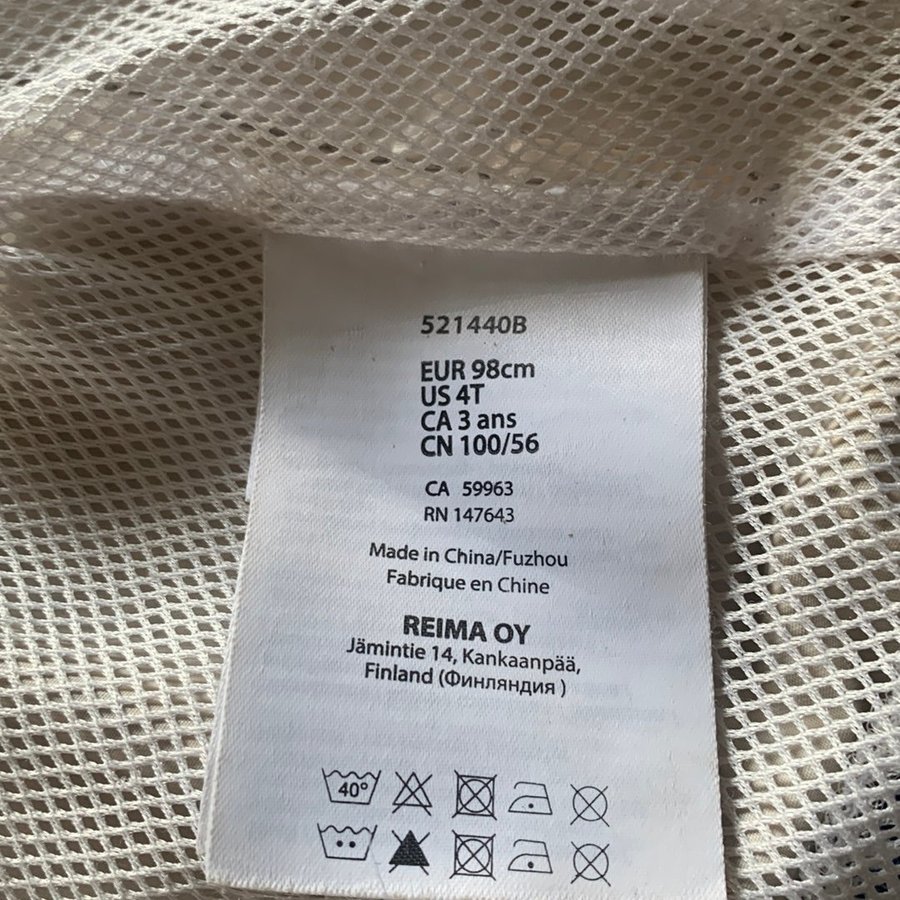 521440B
EUR 98cm
US 4T
CA 3 ans
CN 100/56
CA 59963
RN 147643
Made in China/Fuzhou
Fabrique en Chine
REIMA OY
Jämintie 14, Kankaanpää,
Finland (Финляндия )
40°